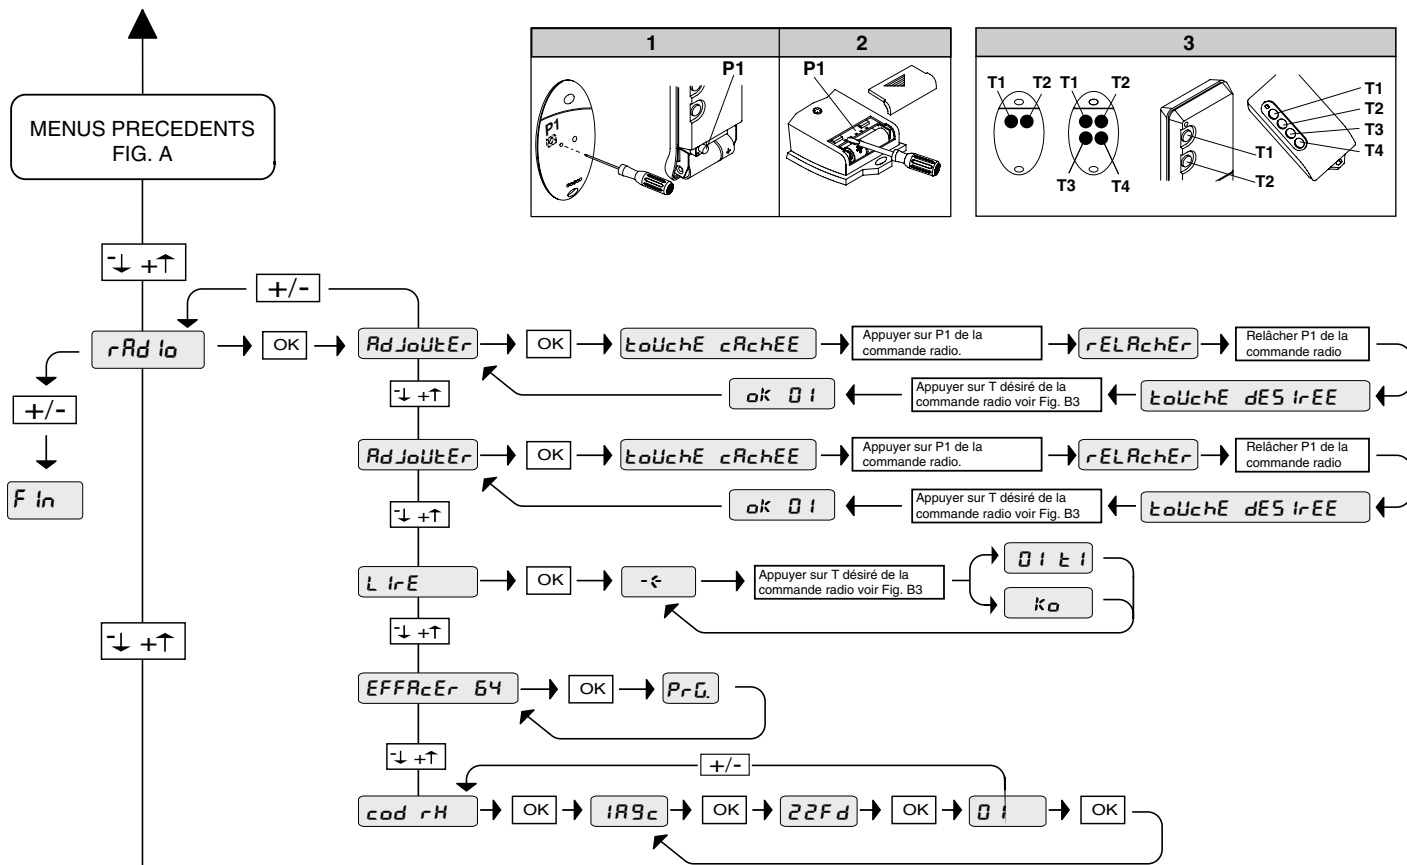 1
2
3
P1
P1
P1
T1
T2
T1
T2
T3
T4
T1
T2
T1
T2
T3
T4
MENUS PRECEDENTS
FIG. A
-↓ +↑
+/-
rAdIo
OK
AdJoUtEr
OK
toUchE cAchEE
Appuyer sur P1 de la
commande radio.
rELAchEr
Relâcher P1 de la
commande radio
+/-
-↓ +↑
oK 01
Appuyer sur T désiré de la
commande radio voir Fig. B3
toUchE dESIrEE
FIn
AdJoUtEr
OK
toUchE cAchEE
Appuyer sur P1 de la
commande radio.
rELAchEr
Relâcher P1 de la
commande radio
-↓ +↑
oK 01
Appuyer sur T désiré de la
commande radio voir Fig. B3
toUchE dESIrEE
LIrE
OK
Appuyer sur T désiré de la
commande radio voir Fig. B3
01 t1
Ko
-↓ +↑
-↓ +↑
EFFAcEr 64
OK
PrG.
-↓ +↑
+/-
cod rH
OK
1A9c
OK
22Fd
OK
01
OK